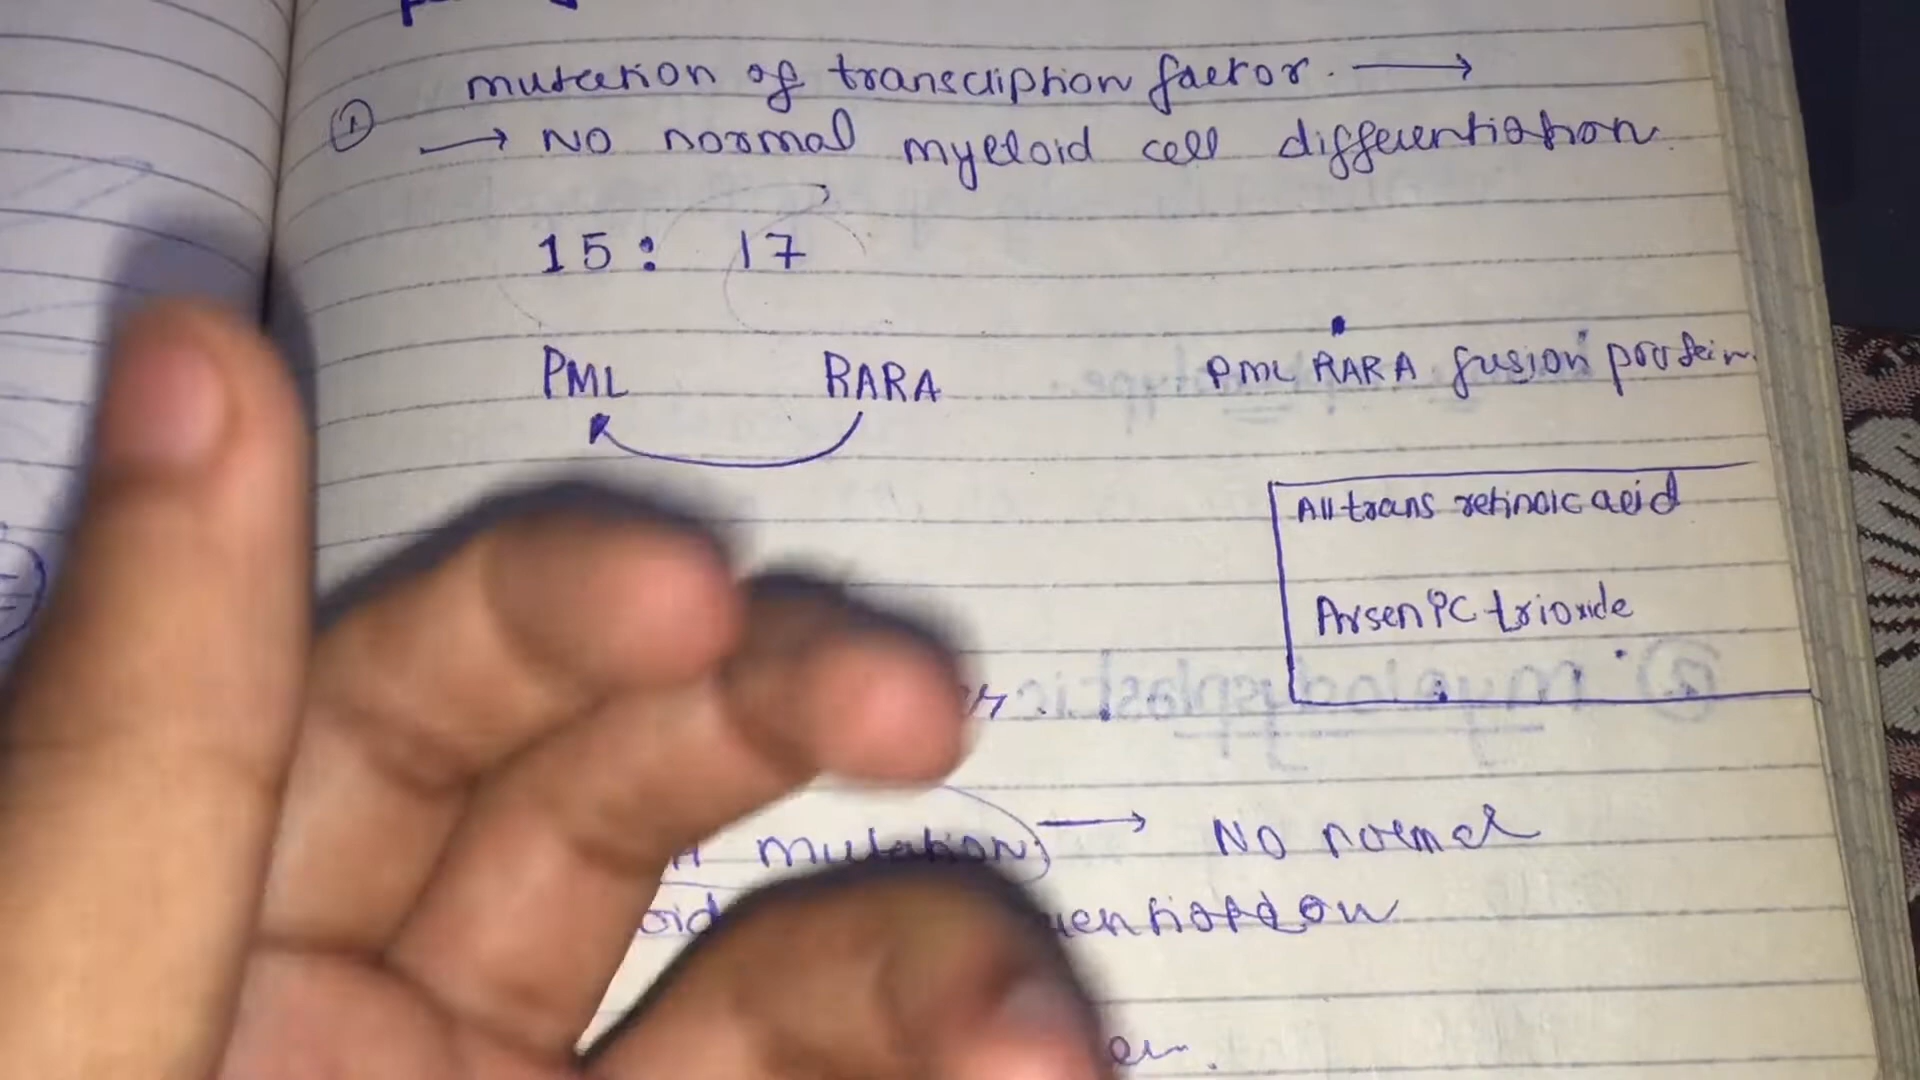 ① mutation of transcription factor. →
→ NO normal myeloid cell differentiation.
15: 17
PML RARA PML RARA fusion protein
All trans retinoic acid
Arsenic trioxide
mutation → No normal